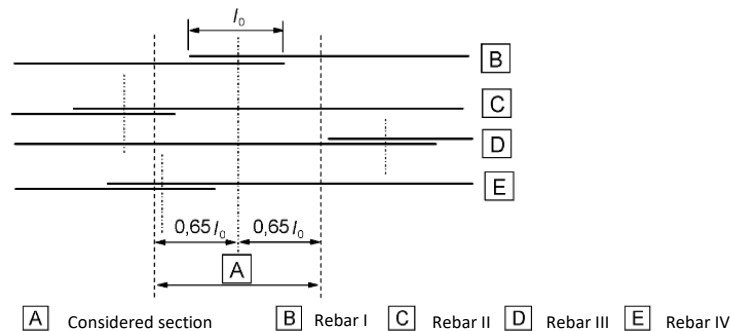 l₀
B
C
D
E
0,65 l₀ 0,65 l₀
A
A Considered section B Rebar I C Rebar II D Rebar III E Rebar IV